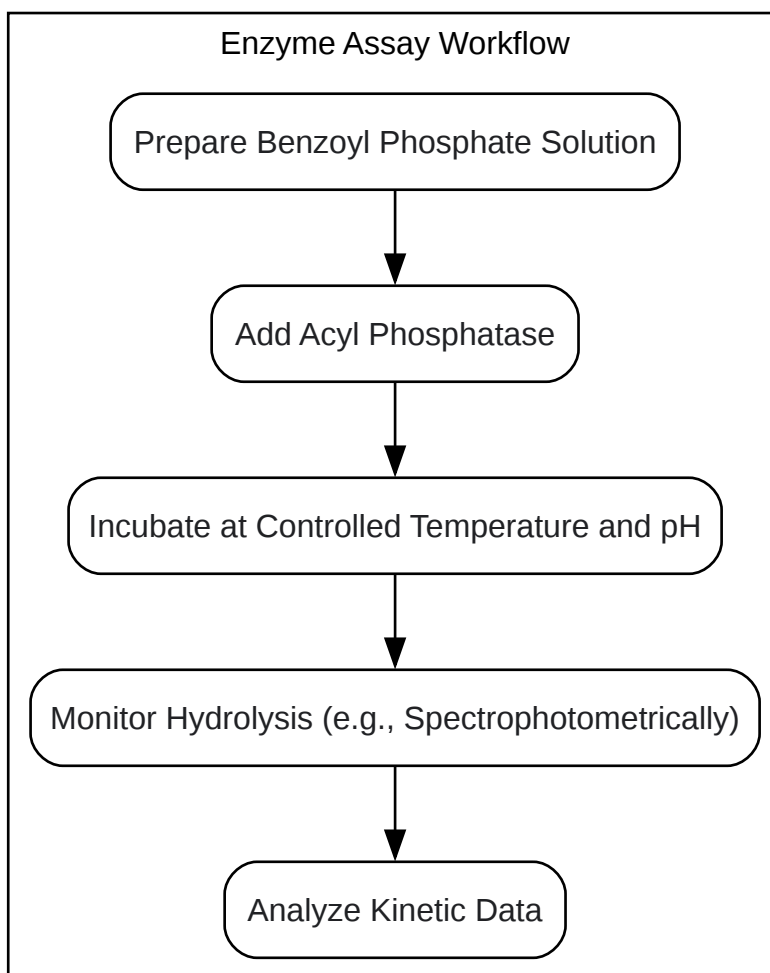 Enzyme Assay Workflow
Prepare Benzoyl Phosphate Solution
Add Acyl Phosphatase
Incubate at Controlled Temperature and pH
Monitor Hydrolysis (e.g., Spectrophotometrically)
Analyze Kinetic Data